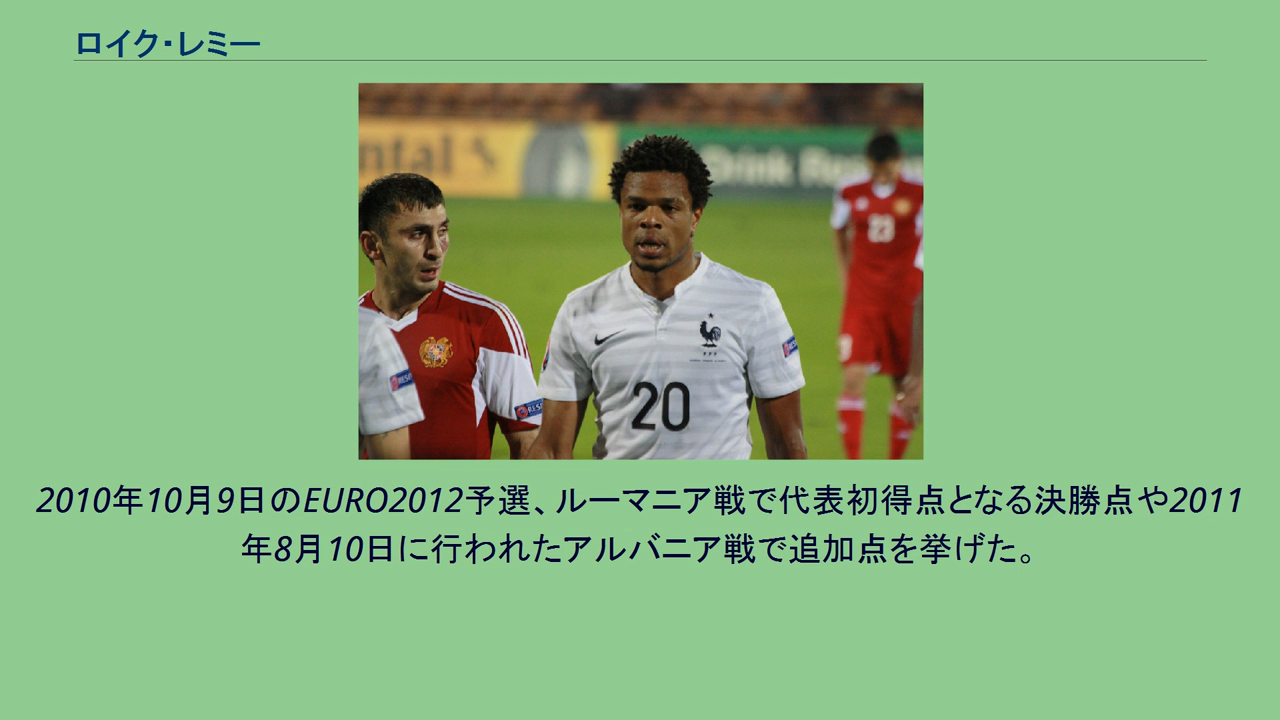 ロイク・レミー
ntal
Drink Re
23
20
FFF
2010年10月9日のEURO2012予選、ルーマニア戦で代表初得点となる決勝点や2011
年8月10日に行われたアルバニア戦で追加点を挙げた。